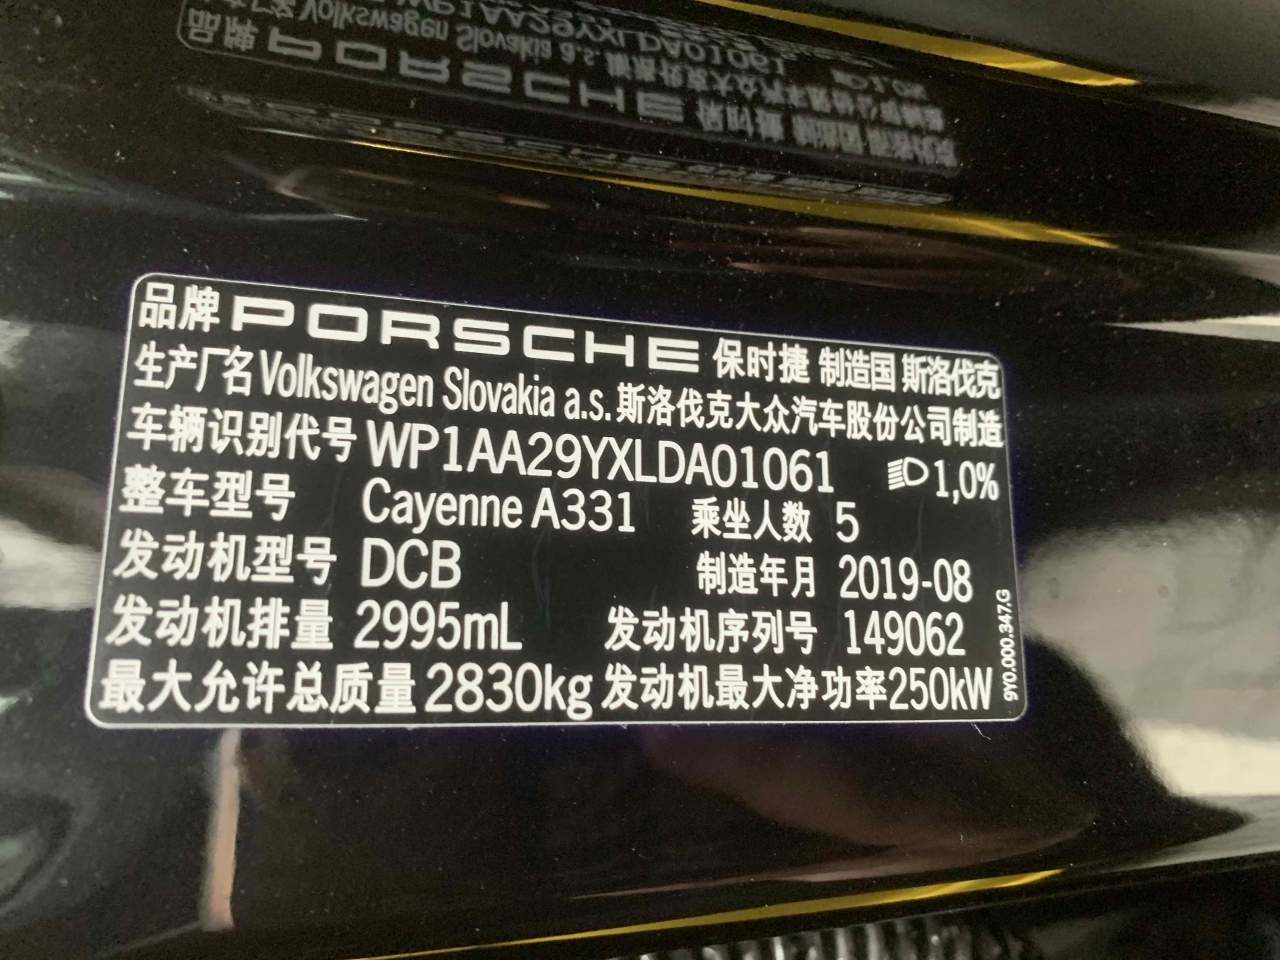 品牌 PORSCHE 保时捷 制造国 斯洛伐克
生产厂名 Volkswagen Slovakia a.s. 斯洛伐克大众汽车股份公司制造
车辆识别代号 WP1AA29YXLDA01061 1,0%
整车型号 Cayenne A331 乘坐人数 5
发动机型号 DCB 制造年月 2019-08
发动机排量 2995mL 发动机序列号 149062
最大允许总质量 2830kg 发动机最大净功率 250kW
9Y0.000.347.G